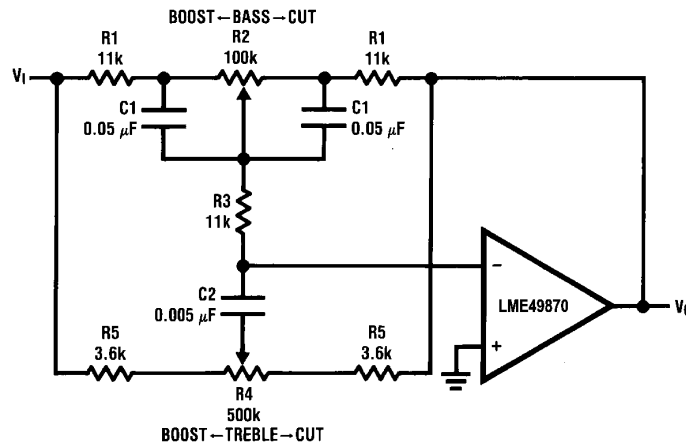 BOOST←BASS→CUT
R1
11k
R2
100k
R1
11k
VI
C1
0.05 µF
C1
0.05 µF
R3
11k
C2
0.005 µF
−
LME49870
+
R5
3.6k
R5
3.6k
R4
500k
BOOST←TREBLE→CUT